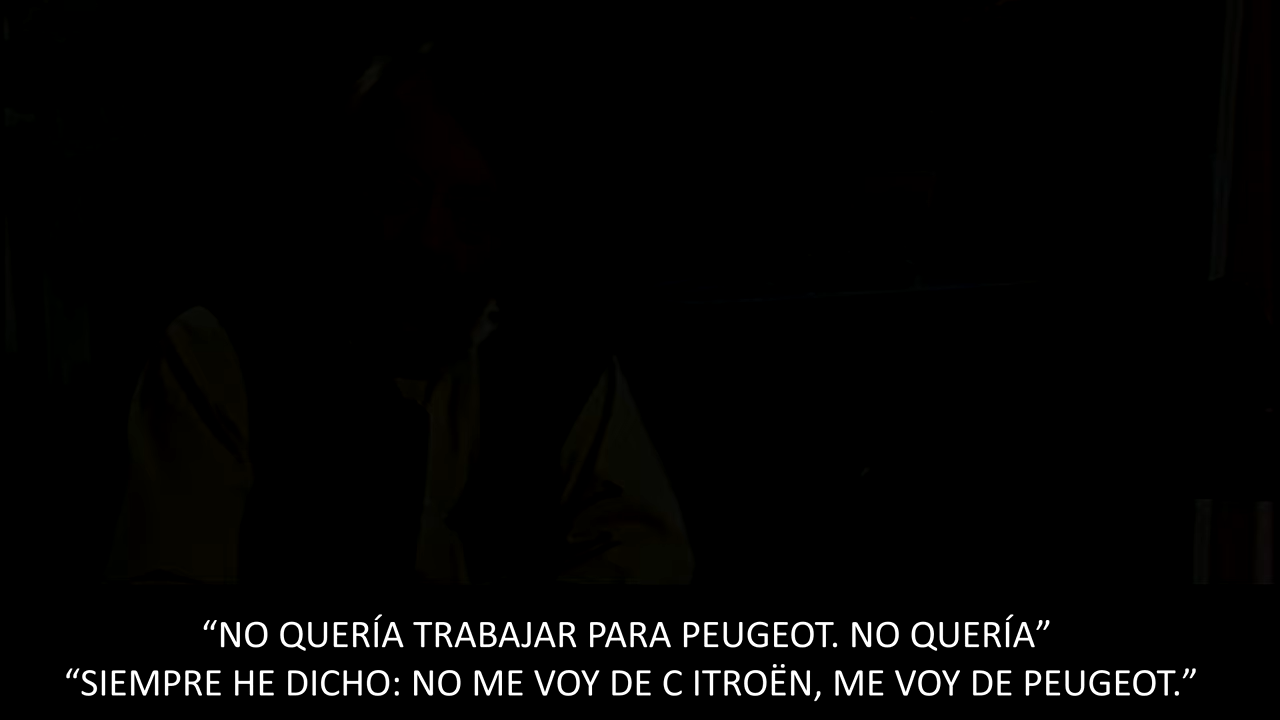 “NO QUERÍA TRABAJAR PARA PEUGEOT. NO QUERÍA”
“SIEMPRE HE DICHO: NO ME VOY DE C ITROËN, ME VOY DE PEUGEOT.”